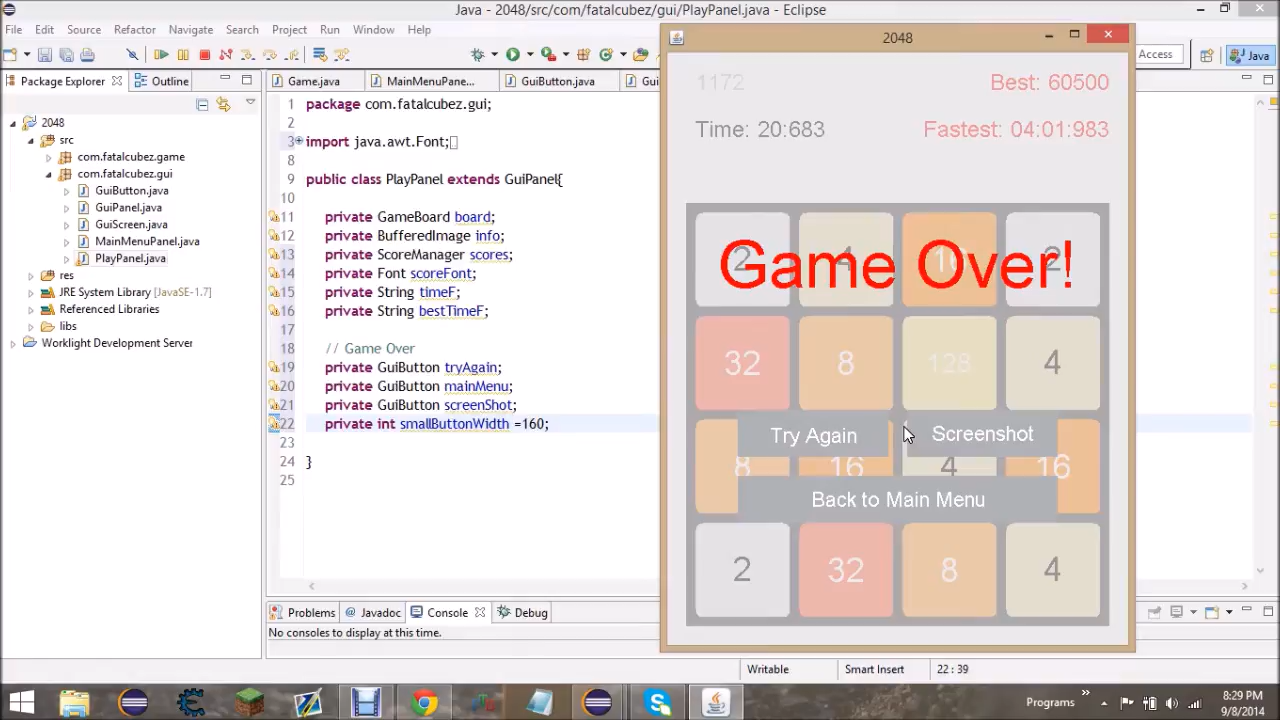 Java - 2048/src/com/fatalcubez/gui/PlayPanel.java - Eclipse
File Edit Source Refactor Navigate Search Project Run Window Help
Access
Java
Package Explorer
Outline
Game.java
MainMenuPane...
GuiButton.java
Gui
2048
src
com.fatalcubez.game
com.fatalcubez.gui
GuiButton.java
GuiPanel.java
GuiScreen.java
MainMenuPanel.java
PlayPanel.java
res
JRE System Library [JavaSE-1.7]
Referenced Libraries
libs
Worklight Development Server
1 package com.fatalcubez.gui;
2
3 import java.awt.Font;
8
9 public class PlayPanel extends GuiPanel{
10
11 private GameBoard board;
12 private BufferedImage info;
13 private ScoreManager scores;
14 private Font scoreFont;
15 private String timeF;
16 private String bestTimeF;
17
18 // Game Over
19 private GuiButton tryAgain;
20 private GuiButton mainMenu;
21 private GuiButton screenShot;
22 private int smallButtonWidth =160;
23
24 }
25
2048
1172
Best: 60500
Time: 20:683
Fastest: 04:01:983
Game Over!
2 4 16 2
32 8 128 4
Try Again
Screenshot
8 16 4 16
Back to Main Menu
2 32 8 4
Problems
Javadoc
Console
Debug
No consoles to display at this time.
Writable
Smart Insert
22 : 39
Programs
8:29 PM
9/8/2014